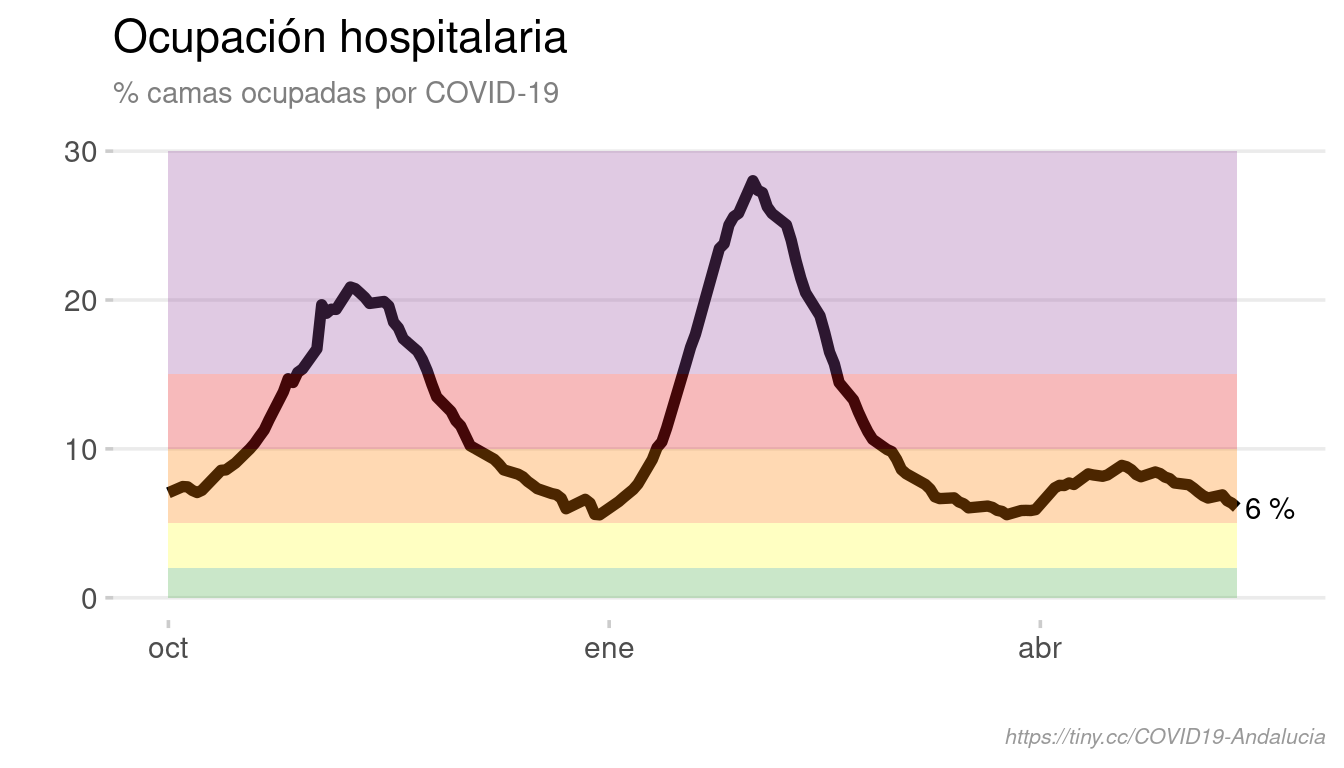 Ocupación hospitalaria
% camas ocupadas por COVID-19
30
20
10
0
6 %
oct ene abr
https://tiny.cc/COVID19-Andalucia